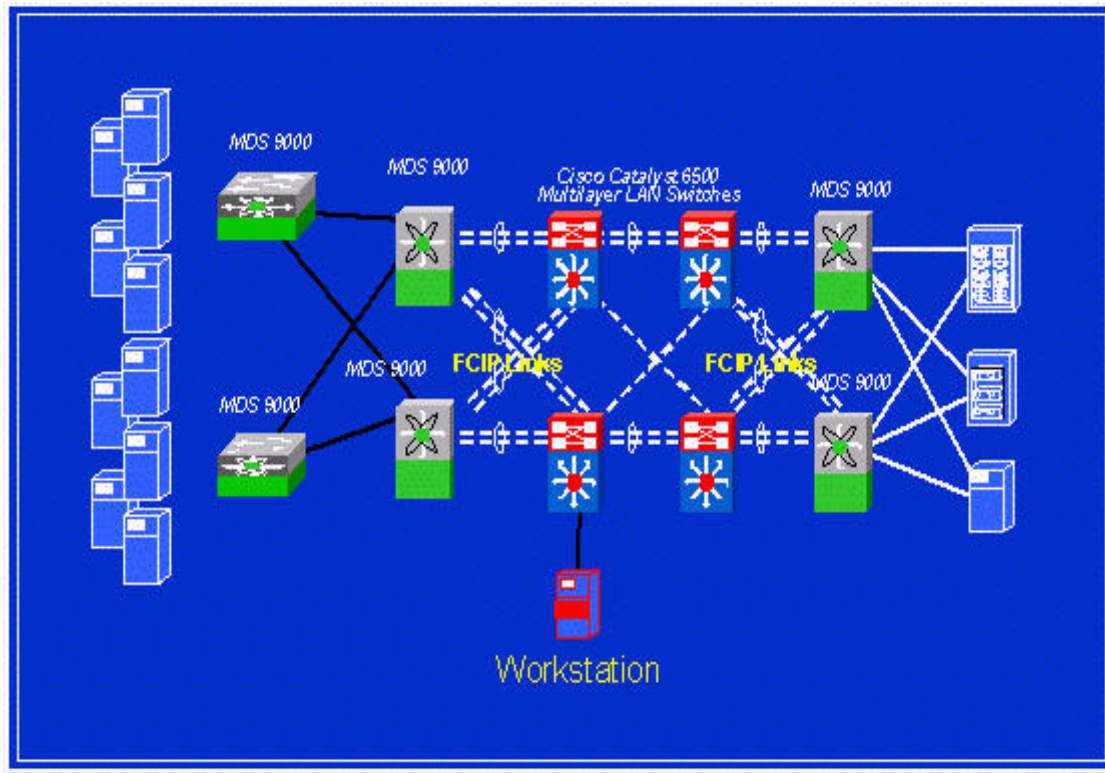 MDS 9000
MDS 9000
Cisco Catalyst 6500
Multilayer LAN Switches
MDS 9000
FCIP Links
FCIP Links
MDS 9000
MDS 9000
MDS 9000
Workstation